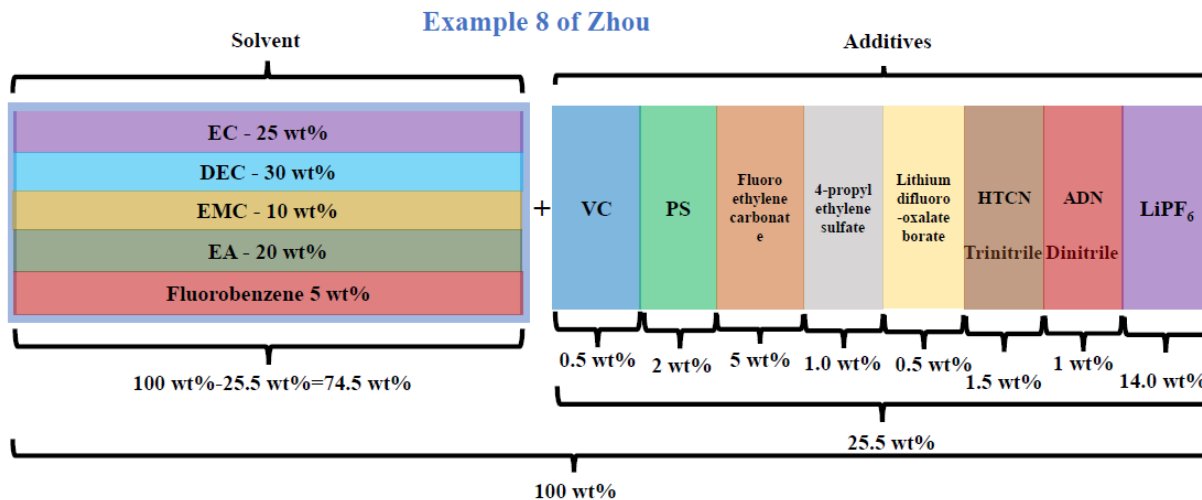 Example 8 of Zhou
Solvent
Additives
EC - 25 wt%
DEC - 30 wt%
EMC - 10 wt%
EA - 20 wt%
Fluorobenzene 5 wt%
+
VC
PS
Fluoro
ethylene
carbonat
e
4-propyl
ethylene
sulfate
Lithium
difluoro
-oxalate
borate
HTCN
Trinitrile
ADN
Dinitrile
LiPF₆
0.5 wt%
2 wt%
5 wt%
1.0 wt%
0.5 wt%
1.5 wt%
1 wt%
14.0 wt%
100 wt%-25.5 wt%=74.5 wt%
25.5 wt%
100 wt%